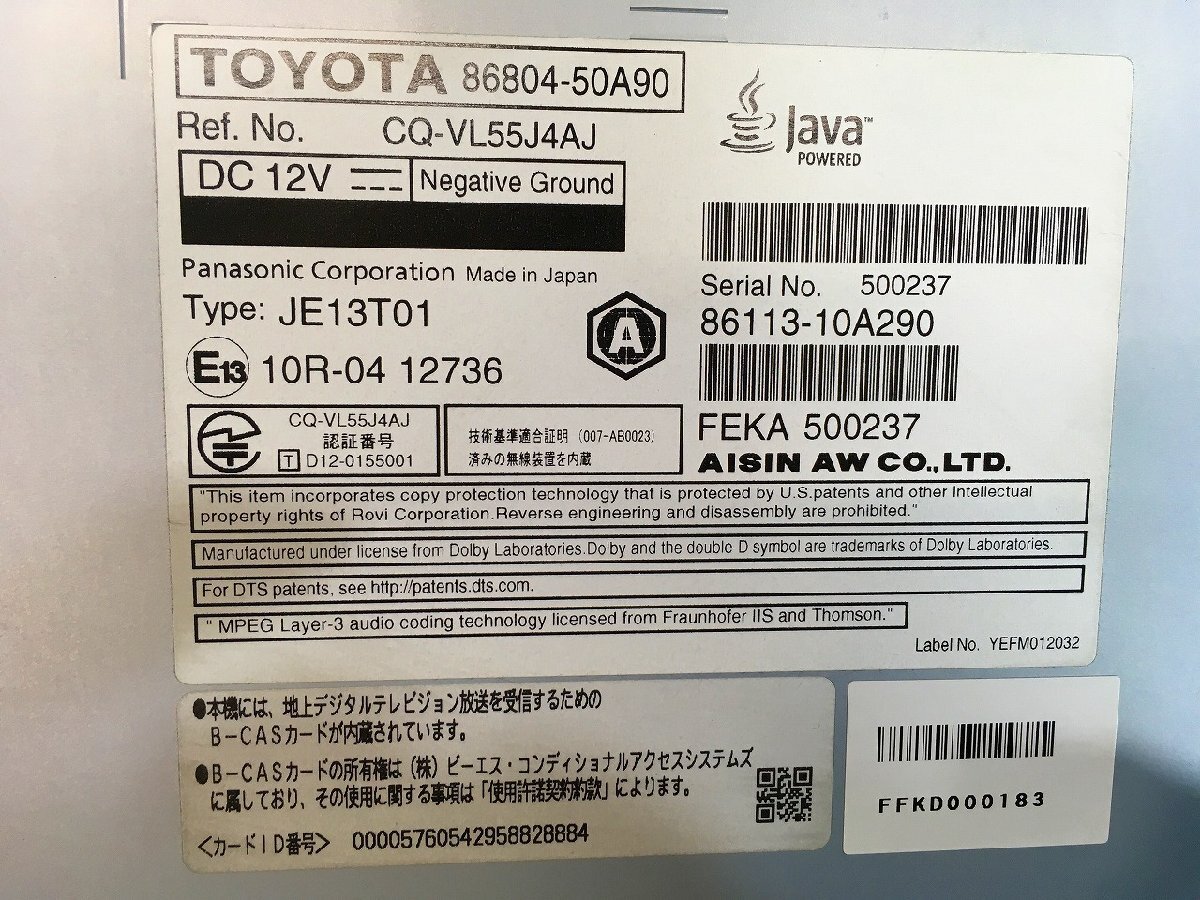 TOYOTA 86804-50A90
Ref. No. CQ-VL55J4AJ
DC 12V Negative Ground
Panasonic Corporation Made in Japan
Type: JE13T01
A
E13 10R-04 12736
CQ-VL55J4AJ
認証番号
T D12-0155001
技術基準適合証明 (007-AB0023)
済みの無線装置を内蔵
Java™
POWERED
Serial No. 500237
86113-10A290
FEKA 500237
AISIN AW CO.,LTD.
"This item incorporates copy protection technology that is protected by U.S.patents and other intellectual
property rights of Rovi Corporation.Reverse engineering and disassembly are prohibited."
Manufactured under license from Dolby Laboratories.Dolby and the double D symbol are trademarks of Dolby Laboratories.
For DTS patents, see http://patents.dts.com.
" MPEG Layer-3 audio coding technology licensed from Fraunhofer IIS and Thomson."
Label No. YEFM012032
●本機には、地上デジタルテレビジョン放送を受信するための
B-CASカードが内蔵されています。
●B-CASカードの所有権は(株)ビーエス・コンディショナルアクセスシステムズ
に属しており、その使用に関する事項は「使用許諾契約約款」によります。
<カードID番号> 00005760542958828884
FFKD000183